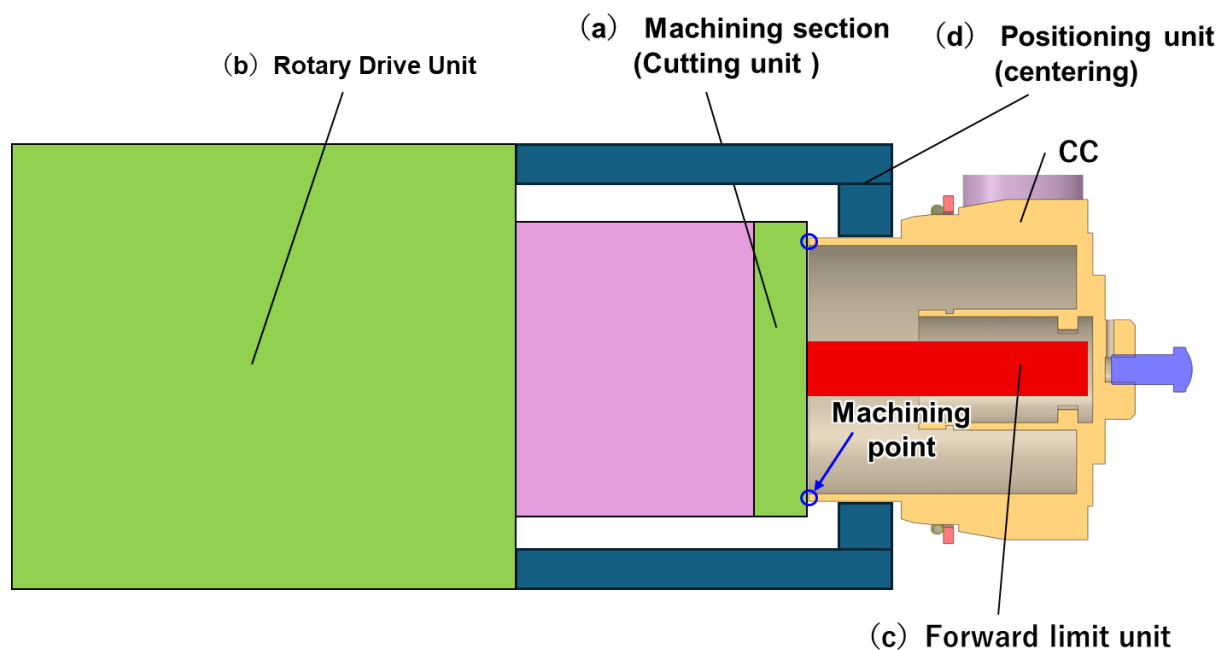 (a) Machining section
(Cutting unit )
(b) Rotary Drive Unit
(d) Positioning unit
(centering)
CC
Machining
point
(c) Forward limit unit